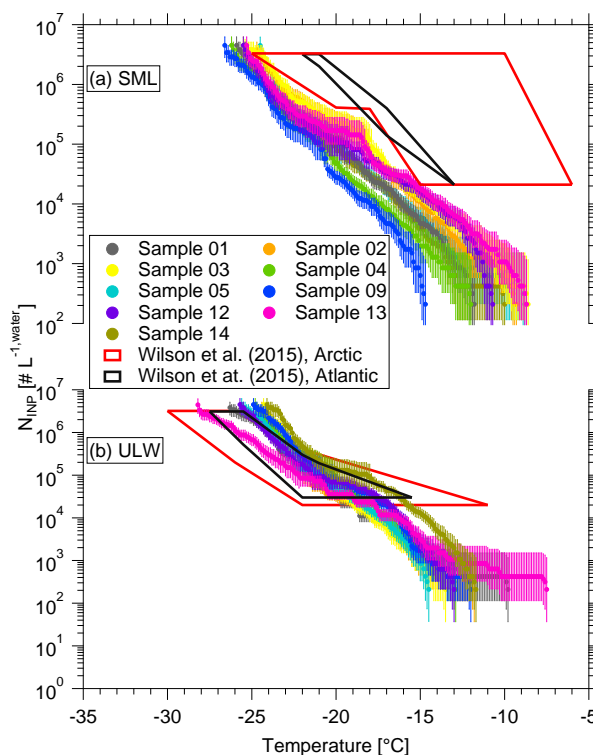 10^7
(a) SML
10^6
10^5
10^4
10^3
10^2
Sample 01 Sample 02
Sample 03 Sample 04
Sample 05 Sample 09
Sample 12 Sample 13
Sample 14
Wilson et al. (2015), Arctic
Wilson et at. (2015), Atlantic
N_INP [# L^-1,water]
10^7
10^6
(b) ULW
10^5
10^4
10^3
10^2
10^1
10^0
-35 -30 -25 -20 -15 -10 -5
Temperature [°C]